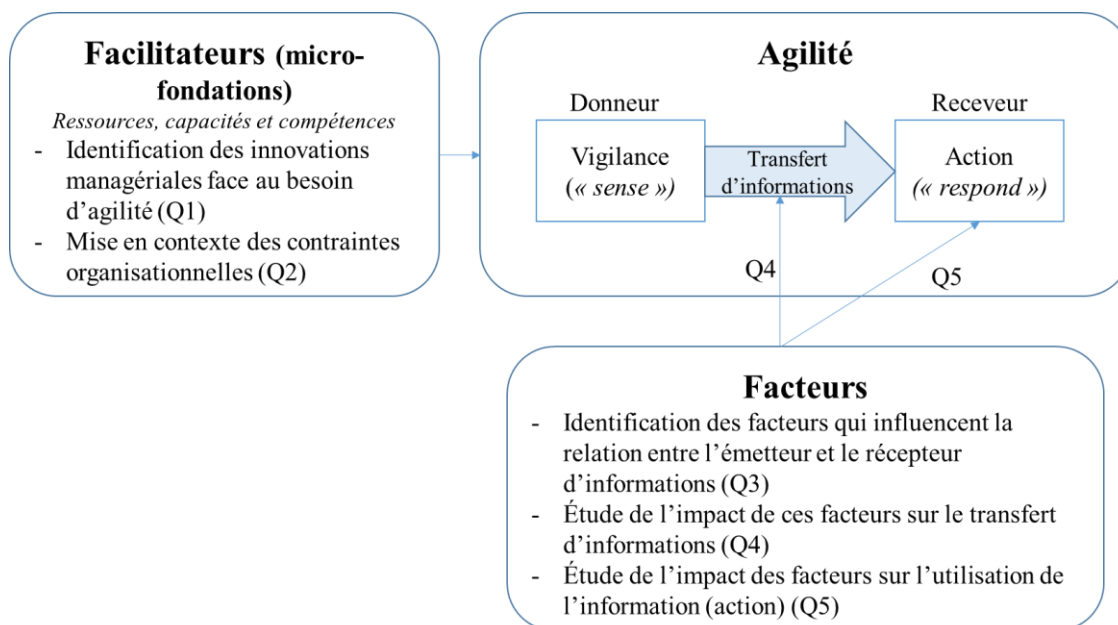 Facilitateurs (micro-
fondations)
Ressources, capacités et compétences
- Identification des innovations
managériales face au besoin
d’agilité (Q1)
- Mise en contexte des contraintes
organisationnelles (Q2)
Agilité
Donneur
Receveur
Vigilance
(« sense »)
Transfert
d’informations
Action
(« respond »)
Q4
Q5
Facteurs
- Identification des facteurs qui influencent la
relation entre l’émetteur et le récepteur
d’informations (Q3)
- Étude de l’impact de ces facteurs sur le transfert
d’informations (Q4)
- Étude de l’impact des facteurs sur l’utilisation de
l’information (action) (Q5)